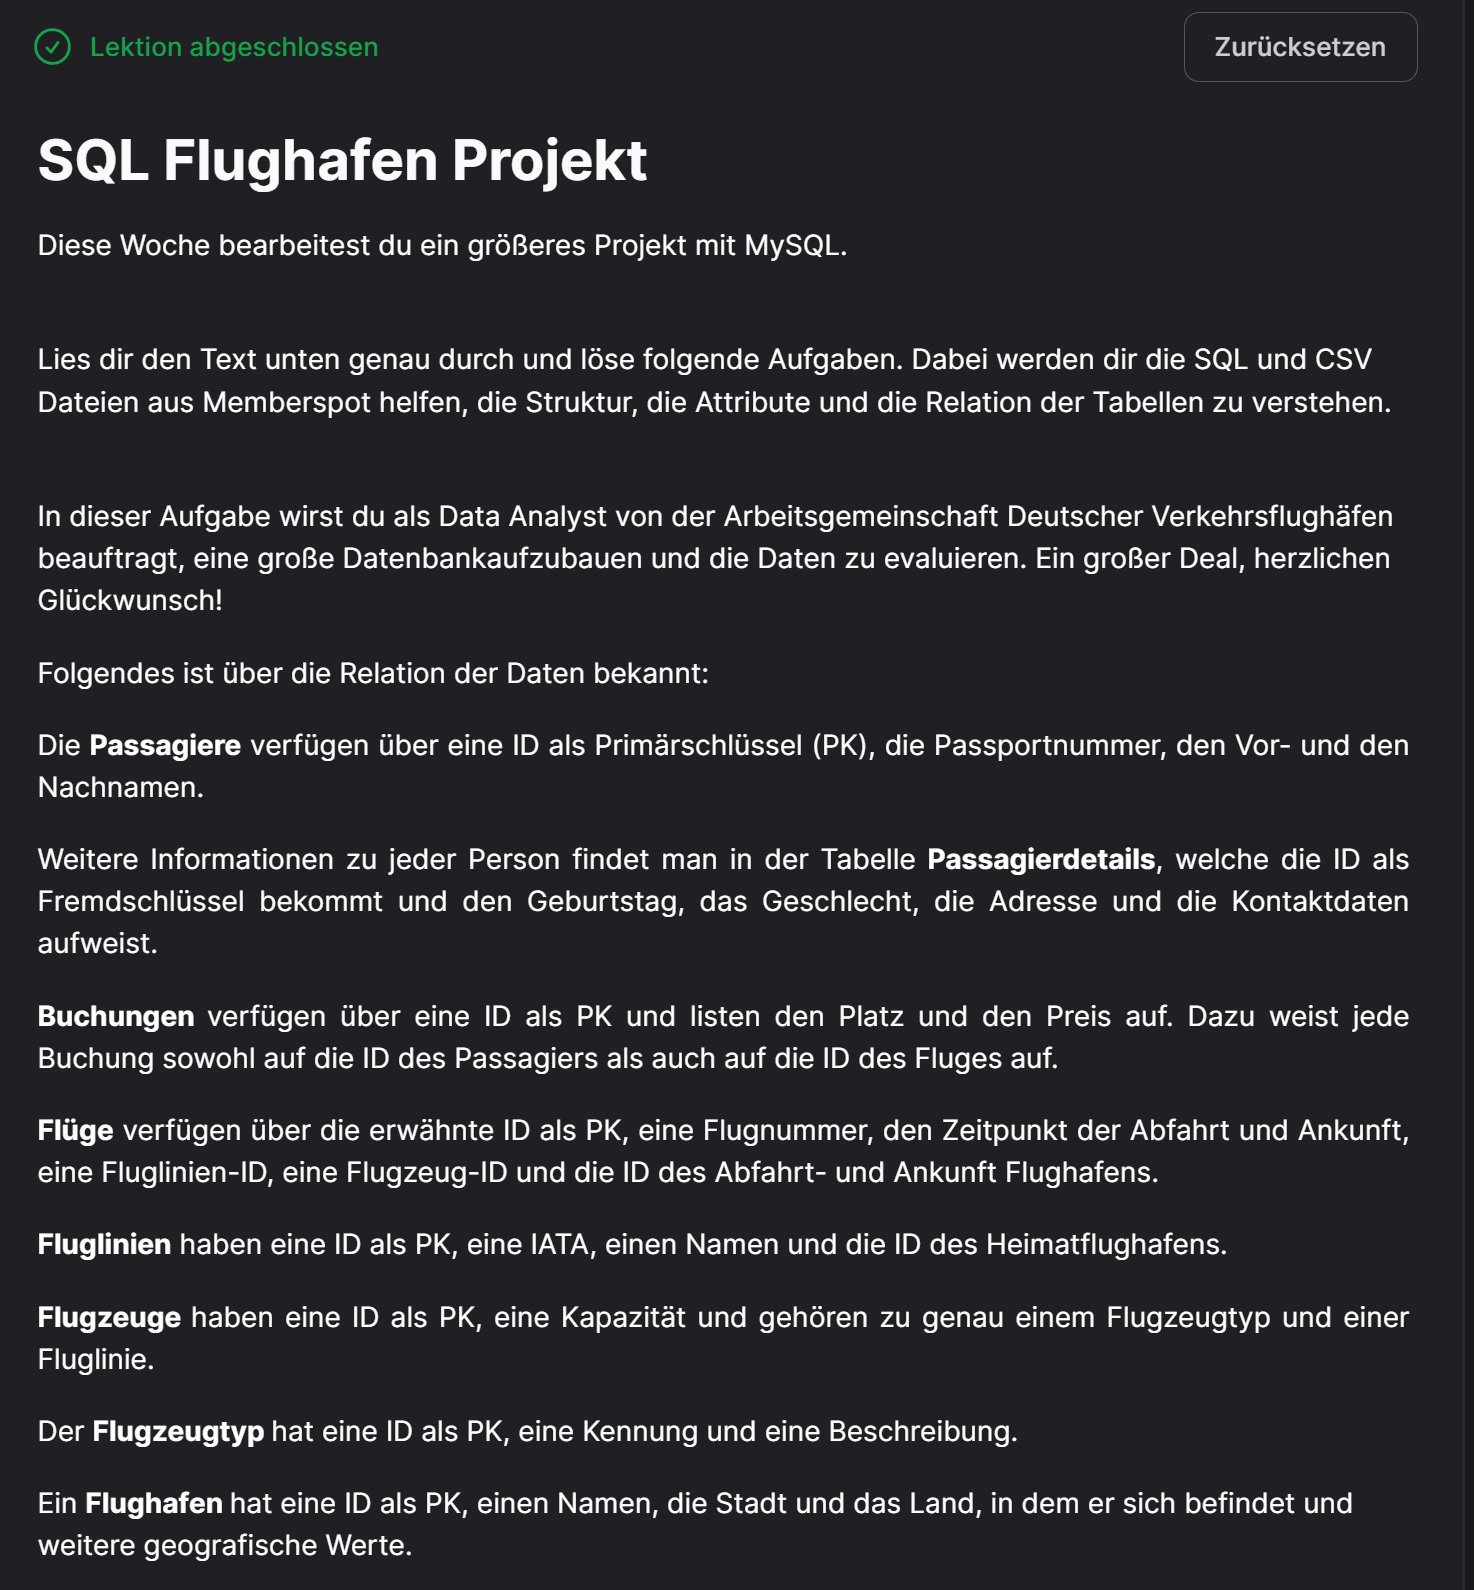 Lektion abgeschlossen
Zurücksetzen
SQL Flughafen Projekt
Diese Woche bearbeitest du ein größeres Projekt mit MySQL.
Lies dir den Text unten genau durch und löse folgende Aufgaben. Dabei werden dir die SQL und CSV
Dateien aus Memberspot helfen, die Struktur, die Attribute und die Relation der Tabellen zu verstehen.
In dieser Aufgabe wirst du als Data Analyst von der Arbeitsgemeinschaft Deutscher Verkehrsflughäfen
beauftragt, eine große Datenbankaufzubauen und die Daten zu evaluieren. Ein großer Deal, herzlichen
Glückwunsch!
Folgendes ist über die Relation der Daten bekannt:
Die Passagiere verfügen über eine ID als Primärschlüssel (PK), die Passportnummer, den Vor- und den
Nachnamen.
Weitere Informationen zu jeder Person findet man in der Tabelle Passagierdetails, welche die ID als
Fremdschlüssel bekommt und den Geburtstag, das Geschlecht, die Adresse und die Kontaktdaten
aufweist.
Buchungen verfügen über eine ID als PK und listen den Platz und den Preis auf. Dazu weist jede
Buchung sowohl auf die ID des Passagiers als auch auf die ID des Fluges auf.
Flüge verfügen über die erwähnte ID als PK, eine Flugnummer, den Zeitpunkt der Abfahrt und Ankunft,
eine Fluglinien-ID, eine Flugzeug-ID und die ID des Abfahrt- und Ankunft Flughafens.
Fluglinien haben eine ID als PK, eine IATA, einen Namen und die ID des Heimatflughafens.
Flugzeuge haben eine ID als PK, eine Kapazität und gehören zu genau einem Flugzeugtyp und einer
Fluglinie.
Der Flugzeugtyp hat eine ID als PK, eine Kennung und eine Beschreibung.
Ein Flughafen hat eine ID als PK, einen Namen, die Stadt und das Land, in dem er sich befindet und
weitere geografische Werte.